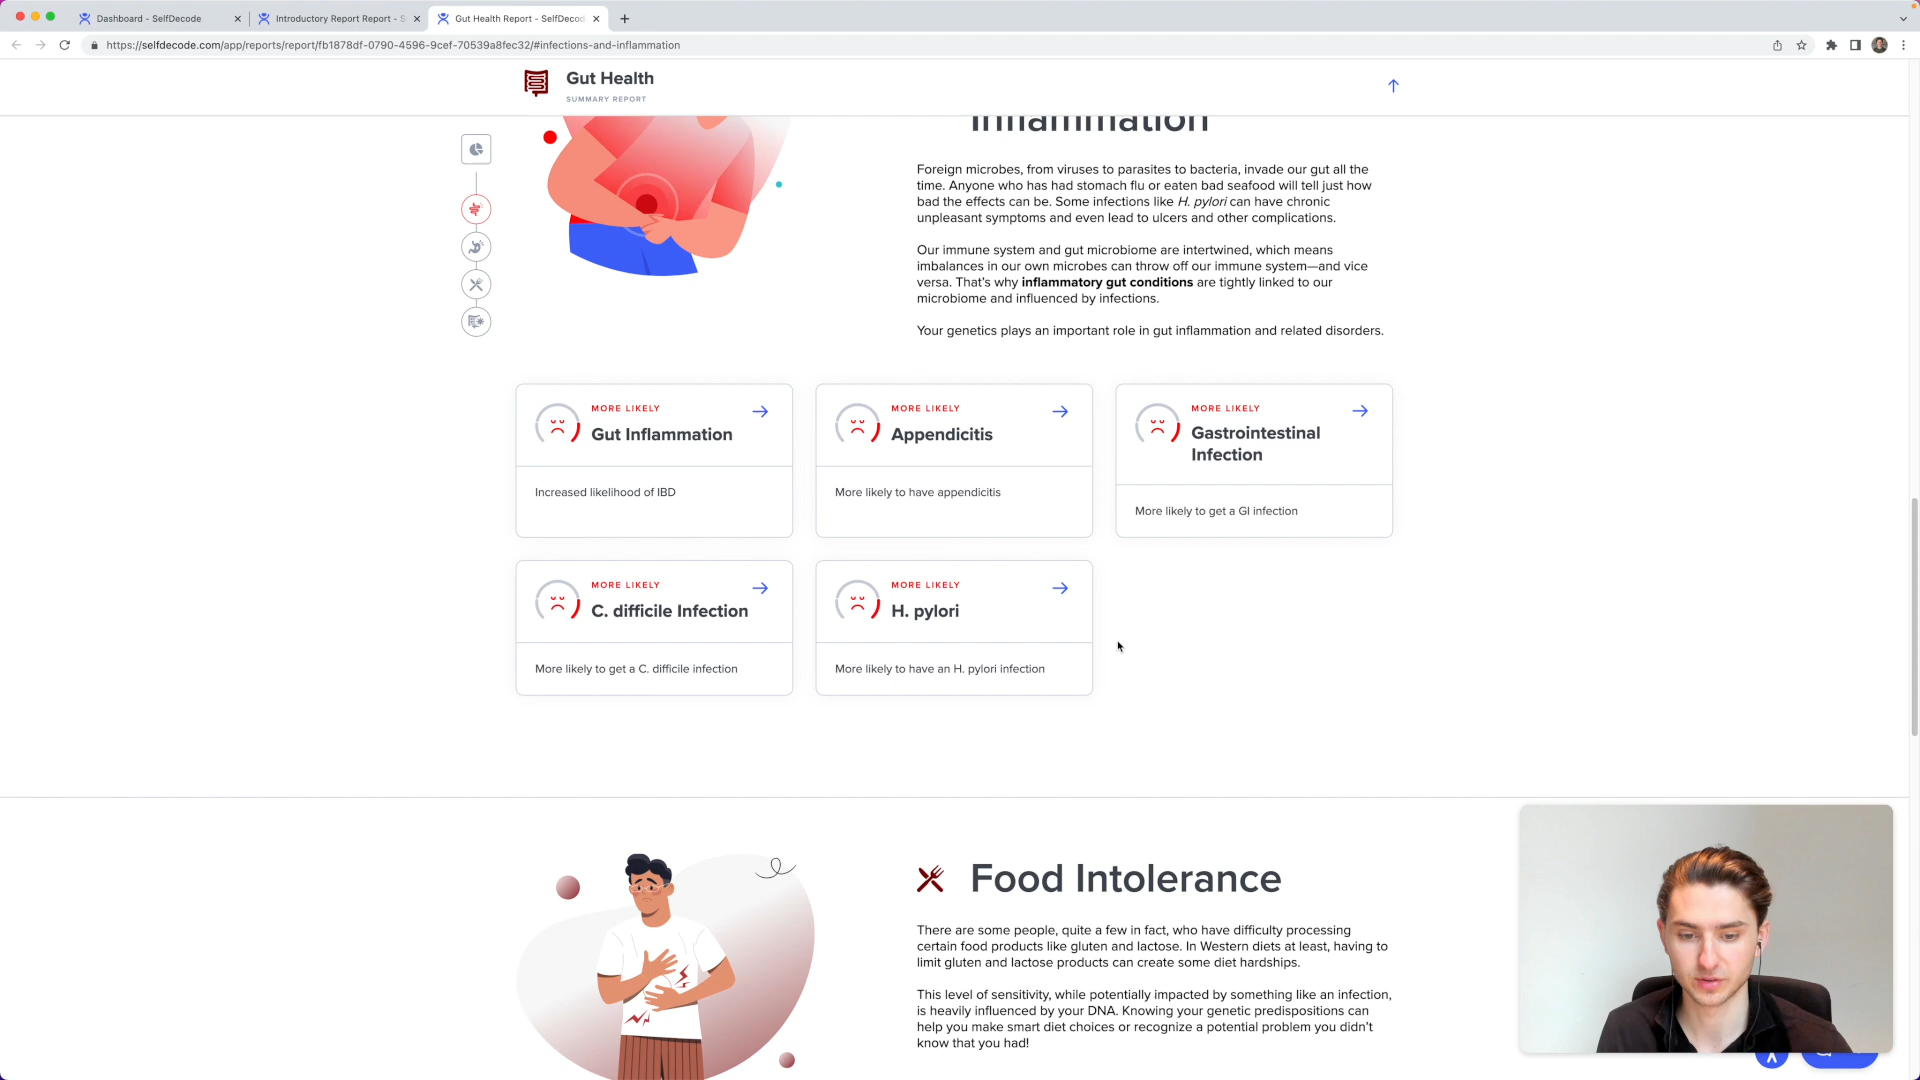 Dashboard - SelfDecode
Introductory Report Report - S
Gut Health Report - SelfDecod
https://selfdecode.com/app/reports/report/fb1878df-0790-4596-9cef-70539a8fec32/#infections-and-inflammation
Gut Health
SUMMARY REPORT
Inflammation
Foreign microbes, from viruses to parasites to bacteria, invade our gut all the
time. Anyone who has had stomach flu or eaten bad seafood will tell just how
bad the effects can be. Some infections like H. pylori can have chronic
unpleasant symptoms and even lead to ulcers and other complications.
Our immune system and gut microbiome are intertwined, which means
imbalances in our own microbes can throw off our immune system—and vice
versa. That's why inflammatory gut conditions are tightly linked to our
microbiome and influenced by infections.
Your genetics plays an important role in gut inflammation and related disorders.
MORE LIKELY
Gut Inflammation
Increased likelihood of IBD
MORE LIKELY
Appendicitis
More likely to have appendicitis
MORE LIKELY
Gastrointestinal
Infection
More likely to get a GI infection
MORE LIKELY
C. difficile Infection
More likely to get a C. difficile infection
MORE LIKELY
H. pylori
More likely to have an H. pylori infection
Food Intolerance
There are some people, quite a few in fact, who have difficulty processing
certain food products like gluten and lactose. In Western diets at least, having to
limit gluten and lactose products can create some diet hardships.
This level of sensitivity, while potentially impacted by something like an infection,
is heavily influenced by your DNA. Knowing your genetic predispositions can
help you make smart diet choices or recognize a potential problem you didn't
know that you had!